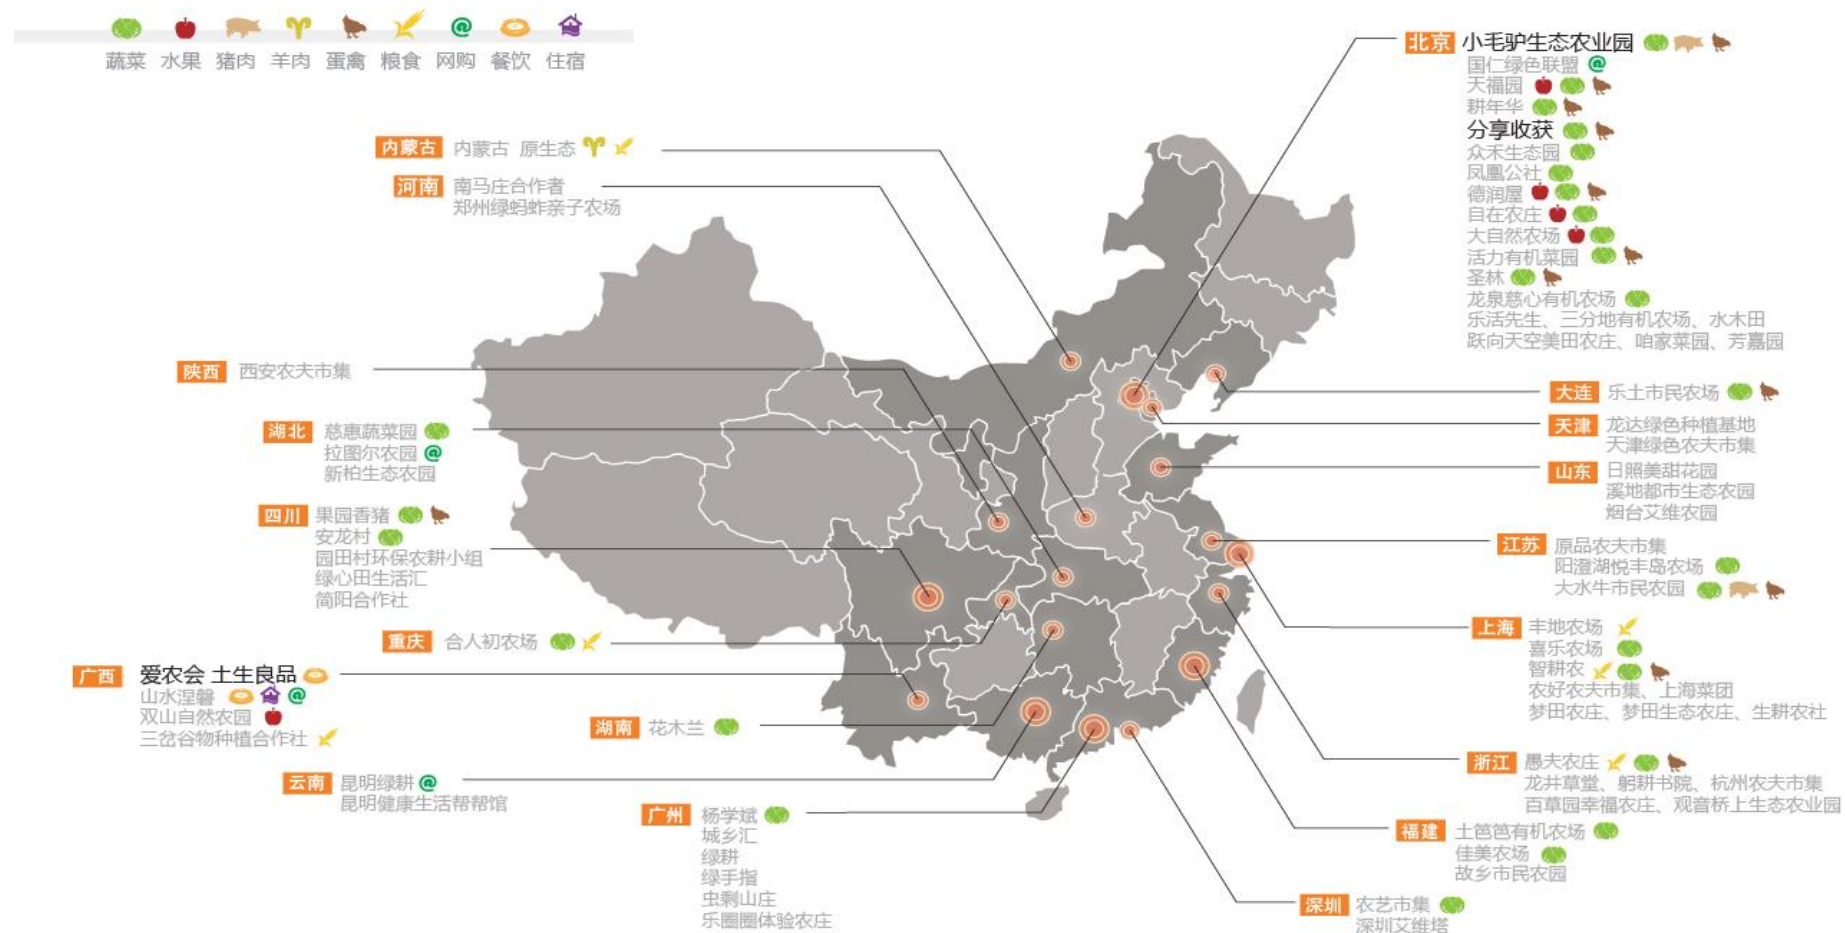 蔬菜 水果 猪肉 羊肉 蛋禽 粮食 网购 餐饮 住宿
北京 小毛驴生态农业园
国仁绿色联盟
天福园
耕年华
分享收获
众禾生态园
凤凰公社
德润屋
自在农庄
大自然农场
活力有机菜园
圣林
龙泉慈心有机农场
乐活先生、三分地有机农场、水木田
跃向天空美田农庄、咱家菜园、芳嘉园
内蒙古 内蒙古 原生态
河南 南马庄合作者
郑州绿蚂蚱亲子农场
陕西 西安农夫市集
湖北 慈惠蔬菜园
拉图尔农园
新柏生态农园
四川 果园香猪
安龙村
园田村环保农耕小组
绿心田生活汇
简阳合作社
重庆 合人初农场
广西 爱农会 土生良品
山水涅磐
双山自然农园
三岔谷物种植合作社
湖南 花木兰
云南 昆明绿耕
昆明健康生活帮帮馆
广州 杨学斌
城乡汇
绿耕
绿手指
虫剩山庄
乐圈圈体验农庄
大连 乐土市民农场
天津 龙达绿色种植基地
天津绿色农夫市集
山东 日照美甜花园
溪地都市生态农园
烟台艾维农园
江苏 原品农夫市集
阳澄湖悦丰岛农场
大水牛市民农园
上海 丰地农场
喜乐农场
智耕农
农好农夫市集、上海菜团
梦田农庄、梦田生态农庄、生耕农社
浙江 愚夫农庄
龙井草堂、躬耕书院、杭州农夫市集
百草园幸福农庄、观音桥上生态农业园
福建 土笆笆有机农场
佳美农场
故乡市民农园
深圳 农艺市集
深圳艾维塔